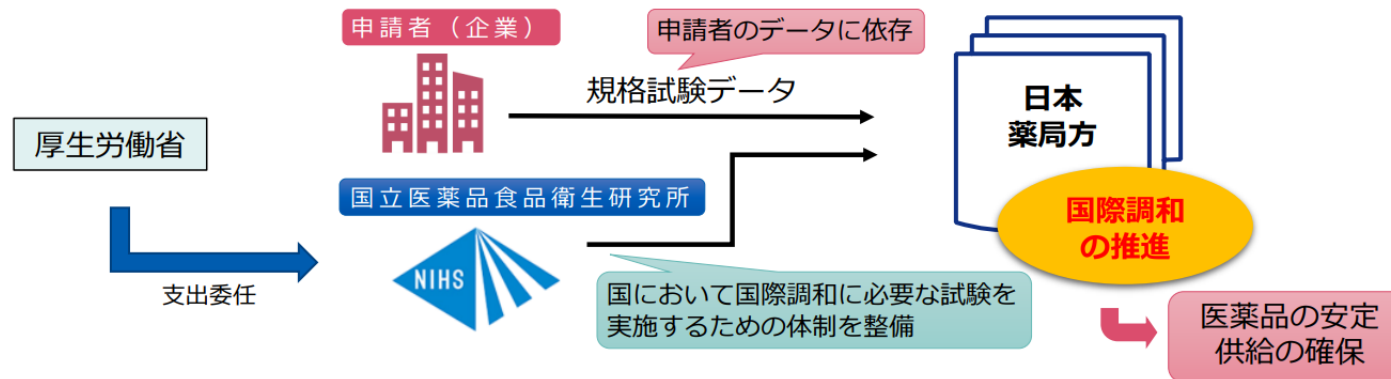 申請者（企業）
申請者のデータに依存
規格試験データ
日本
薬局方
厚生労働省
国立医薬品食品衛生研究所
国際調和
の推進
NIHS
支出委任
国において国際調和に必要な試験を
実施するための体制を整備
医薬品の安定
供給の確保